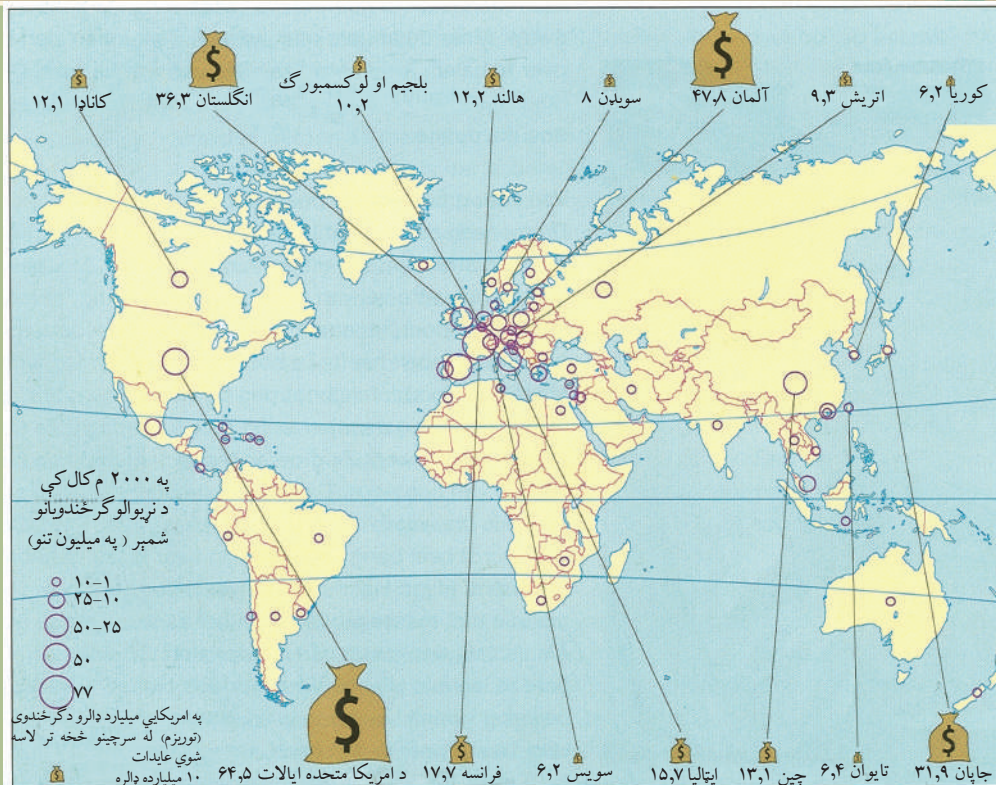 کوریا ۶,۲
اتریش ۹,۳
آلمان ۴۷,۸
سویډن ۸
هالند ۱۲,۲
بلجیم او لوکسمبورگ
۱۰,۲
انگلستان ۳۶,۳
کاناډا ۱۲,۱
په ۲۰۰۰ م کال کې
د نړیوالو گرځندویانو
شمېر ( په میلیون تنو)
۱۰-۱
۲۵-۱۰
۵۰-۲۵
۵۰
۷۷
په امریکایي میلیارد ډالرو د گرځندوی
(توریزم) له سرچینو څخه تر لاسه
شوي عایدات
۱۰ میلیارده ډالره
جاپان ۳۱,۹
تایوان ۶,۴
چین ۱۳,۱
ایټالیا ۱۵,۷
سویس ۶,۲
فرانسه ۱۷,۷
د امریکا متحده ایالات ۶۴,۵